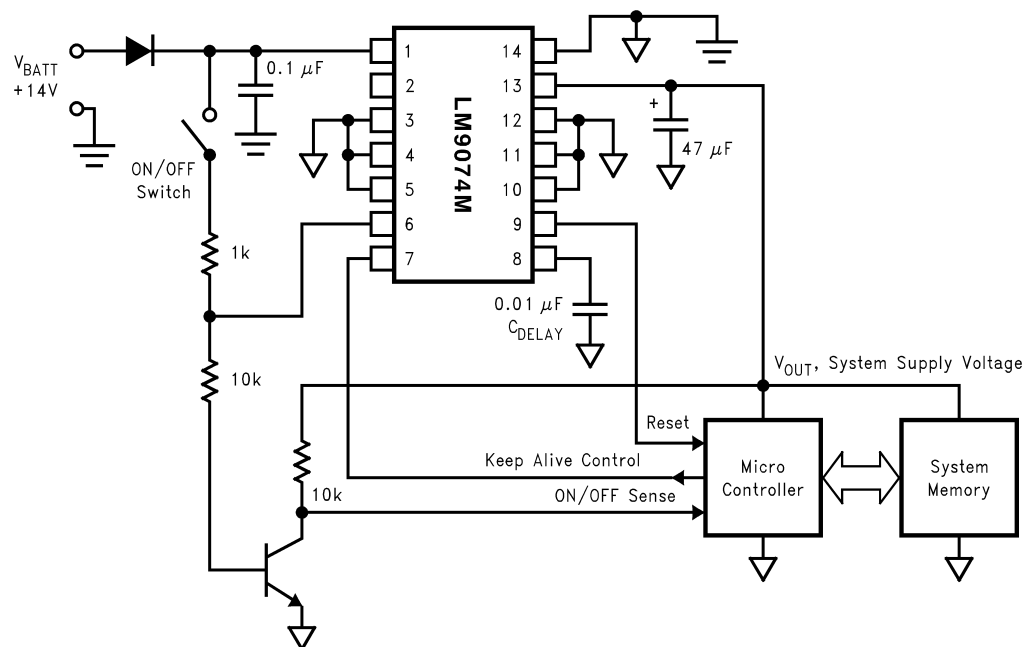 V_BATT
+14V
0.1 μF
ON/OFF
Switch
1k
10k
LM9074M
1
2
3
4
5
6
7
14
13
12
11
10
9
8
+
47 μF
0.01 μF
C_DELAY
V_OUT, System Supply Voltage
Reset
Keep Alive Control
ON/OFF Sense
10k
Micro
Controller
System
Memory